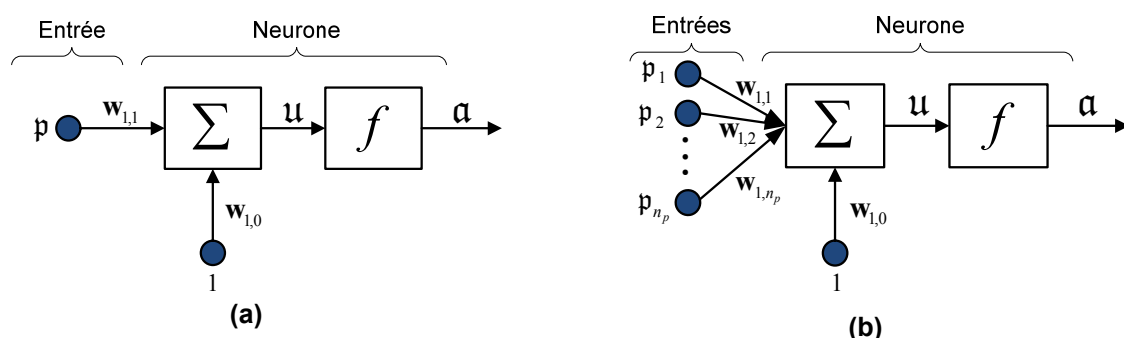 Entrée Neurone
𝔭 w1,1 Σ 𝔲 f 𝔞
w1,0
1
(a)
Entrées Neurone
𝔭1 w1,1
𝔭2 w1,2 Σ 𝔲 f 𝔞
𝔭np w1,np
w1,0
1
(b)